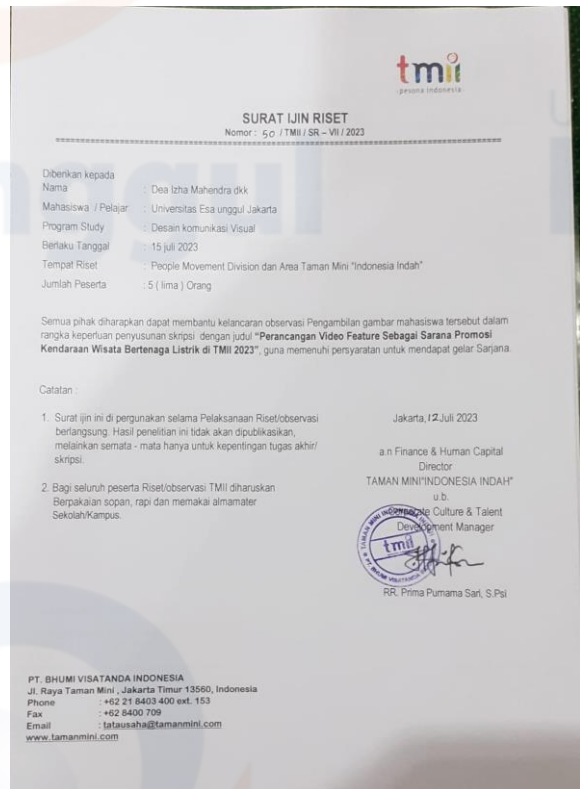 tmii
pesona indonesia
SURAT IJIN RISET
Nomor : 50 / TMII / SR – VII / 2023
Diberikan kepada
Nama : Dea Izha Mahendra dkk
Mahasiswa / Pelajar : Universitas Esa unggul Jakarta
Program Study : Desain komunikasi Visual
Berlaku Tanggal : 15 juli 2023
Tempat Riset : People Movement Division dan Area Taman Mini "Indonesia Indah"
Jumlah Peserta : 5 ( lima ) Orang
Semua pihak diharapkan dapat membantu kelancaran observasi Pengambilan gambar mahasiswa tersebut dalam
rangka keperluan penyusunan skripsi dengan judul "Perancangan Video Feature Sebagai Sarana Promosi
Kendaraan Wisata Bertenaga Listrik di TMII 2023", guna memenuhi persyaratan untuk mendapat gelar Sarjana.
Catatan :
1. Surat ijin ini di pergunakan selama Pelaksanaan Riset/observasi
berlangsung. Hasil penelitian ini tidak akan dipublikasikan,
melainkan semata - mata hanya untuk kepentingan tugas akhir/
skripsi.
2. Bagi seluruh peserta Riset/observasi TMII diharuskan
Berpakaian sopan, rapi dan memakai almamater
Sekolah/Kampus.
Jakarta, 12 Juli 2023
a.n Finance & Human Capital
Director
TAMAN MINI"INDONESIA INDAH"
u.b.
Culture & Talent
Development Manager
tmii
RR. Prima Purnama Sari, S.Psi
PT. BHUMI VISATANDA INDONESIA
Jl. Raya Taman Mini , Jakarta Timur 13560, Indonesia
Phone : +62 21 8403 400 ext. 153
Fax : +62 8400 709
Email : tatausaha@tamanmini.com
www.tamanmini.com